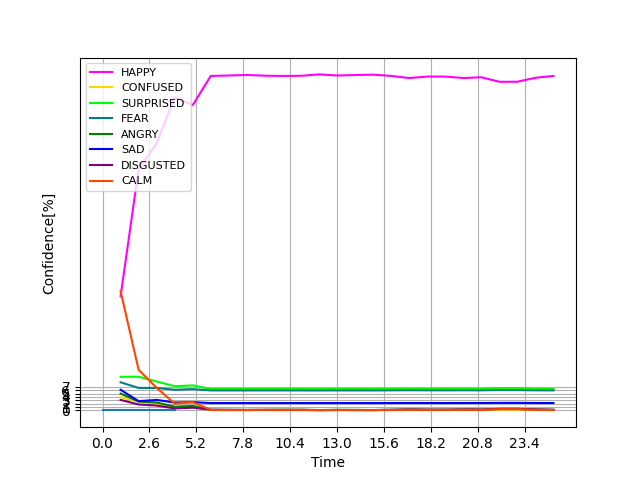 HAPPY
CONFUSED
SURPRISED
FEAR
ANGRY
SAD
DISGUSTED
CALM
Confidence[%]
0.0 2.6 5.2 7.8 10.4 13.0 15.6 18.2 20.8 23.4
Time